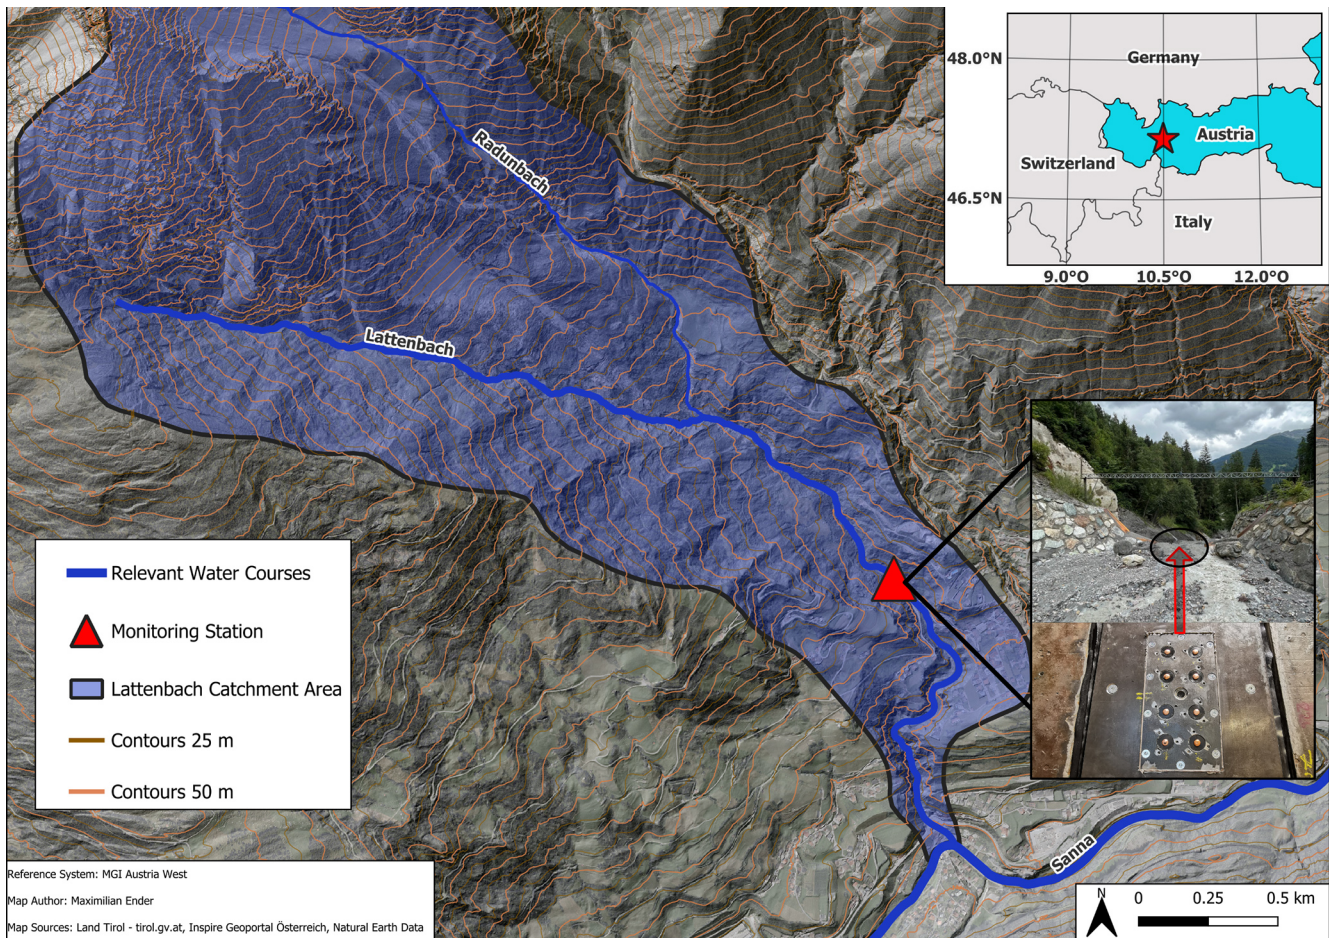 Radunbach
Lattenbach
Sanna
48.0°N
46.5°N
Germany
Austria
Switzerland
Italy
9.0°O
10.5°O
12.0°O
Relevant Water Courses
Monitoring Station
Lattenbach Catchment Area
Contours 25 m
Contours 50 m
Reference System: MGI Austria West
Map Author: Maximilian Ender
Map Sources: Land Tirol - tirol.gv.at, Inspire Geoportal Österreich, Natural Earth Data
N
0 0.25 0.5 km